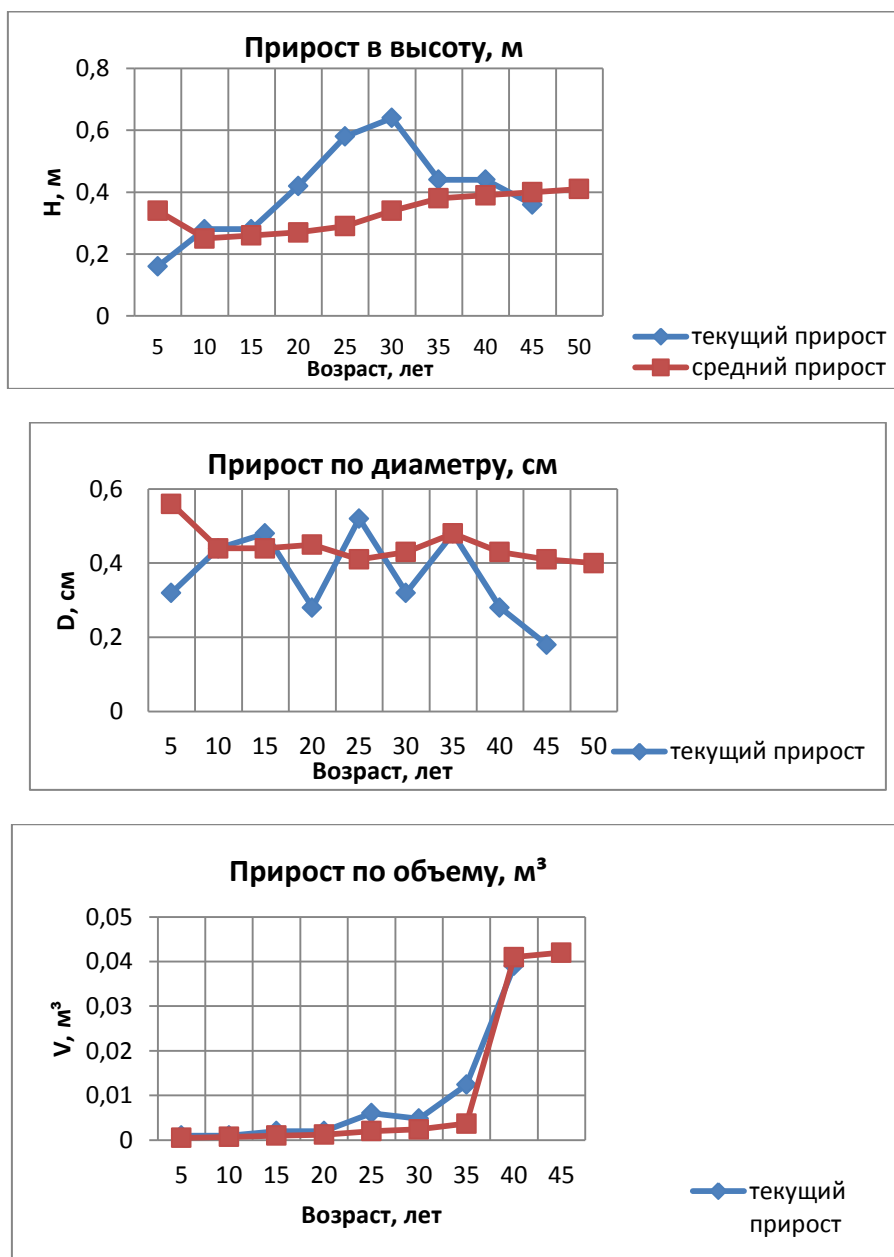 Прирост в высоту, м
0,8
0,6
0,4
0,2
0
Н, м
5 10 15 20 25 30 35 40 45 50
Возраст, лет
текущий прирост
средний прирост
Прирост по диаметру, см
0,6
0,4
0,2
0
D, см
5 10 15 20 25 30 35 40 45 50
Возраст, лет
текущий прирост
Прирост по объему, м³
0,05
0,04
0,03
0,02
0,01
0
V, м³
5 10 15 20 25 30 35 40 45
Возраст, лет
текущий
прирост